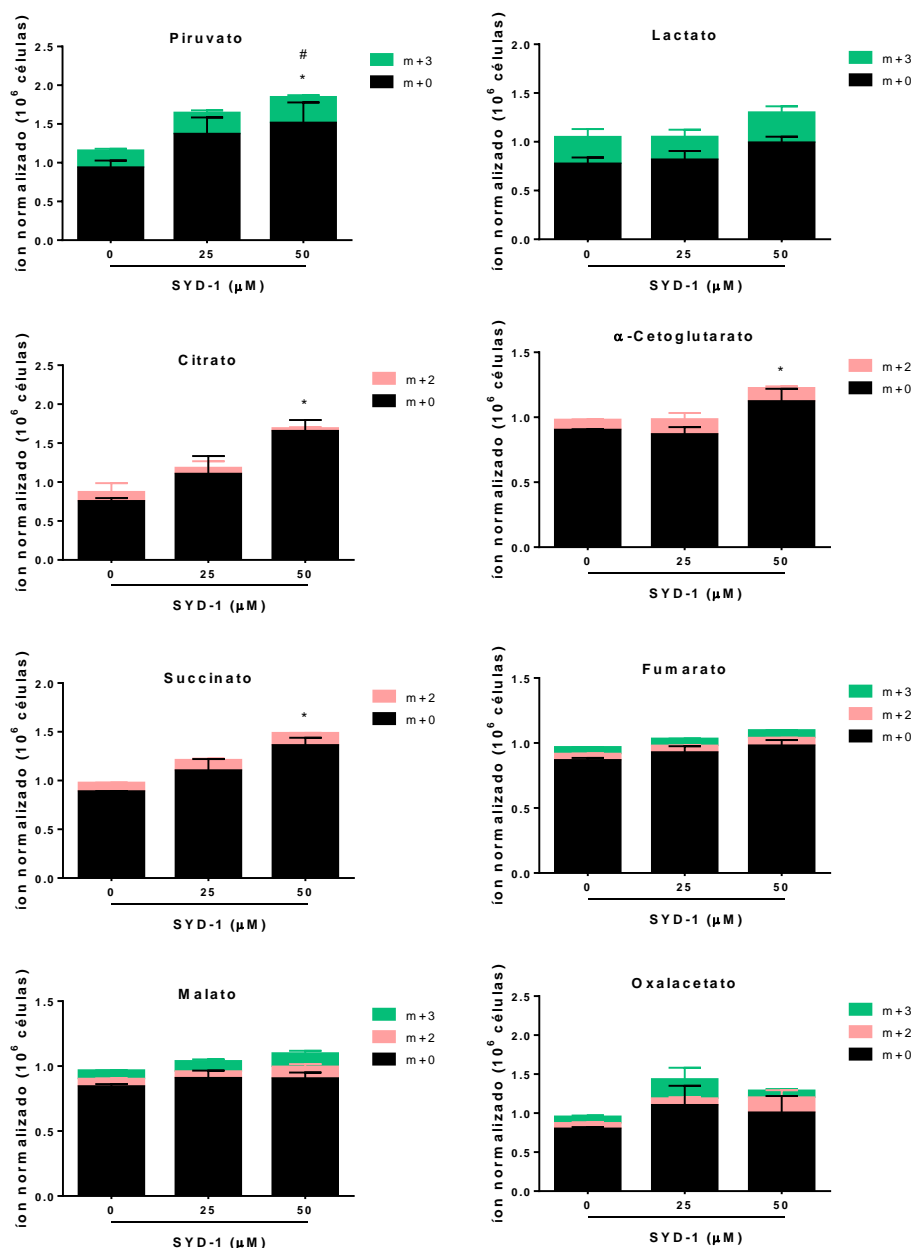 íon normalizado (10⁶ células)
Piruvato
2.5
2.0
1.5
1.0
0.5
0.0
#
*
m+3
m+0
0 25 50
SYD-1 (μM)
íon normalizado (10⁶ células)
Lactato
2.0
1.5
1.0
0.5
0.0
m+3
m+0
0 25 50
SYD-1 (μM)
íon normalizado (10⁶ células)
Citrato
2.5
2.0
1.5
1.0
0.5
0.0
*
m+2
m+0
0 25 50
SYD-1 (μM)
íon normalizado (10⁶ células)
α-Cetoglutarato
1.5
1.0
0.5
0.0
*
m+2
m+0
0 25 50
SYD-1 (μM)
íon normalizado (10⁶ células)
Succinato
2.0
1.5
1.0
0.5
0.0
*
m+2
m+0
0 25 50
SYD-1 (μM)
íon normalizado (10⁶ células)
Fumarato
1.5
1.0
0.5
0.0
m+3
m+2
m+0
0 25 50
SYD-1 (μM)
íon normalizado (10⁶ células)
Malato
1.5
1.0
0.5
0.0
m+3
m+2
m+0
0 25 50
SYD-1 (μM)
íon normalizado (10⁶ células)
Oxalacetato
2.5
2.0
1.5
1.0
0.5
0.0
m+3
m+2
m+0
0 25 50
SYD-1 (μM)